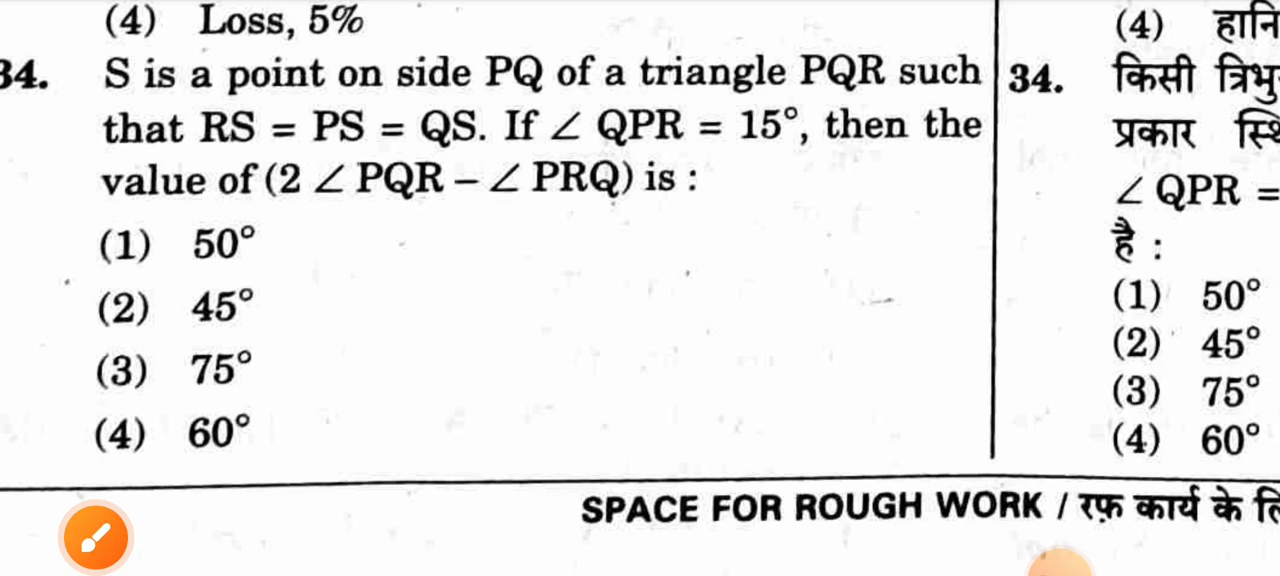 (4) Loss, 5%
34. S is a point on side PQ of a triangle PQR such
that RS = PS = QS. If ∠ QPR = 15°, then the
value of (2 ∠ PQR – ∠ PRQ) is :
(1) 50°
(2) 45°
(3) 75°
(4) 60°
(4) हानि
34. किसी
प्रकार
∠ QPR =
है :
(1) 50°
(2) 45°
(3) 75°
(4) 60°
SPACE FOR ROUGH WORK / रफ़ कार्य के